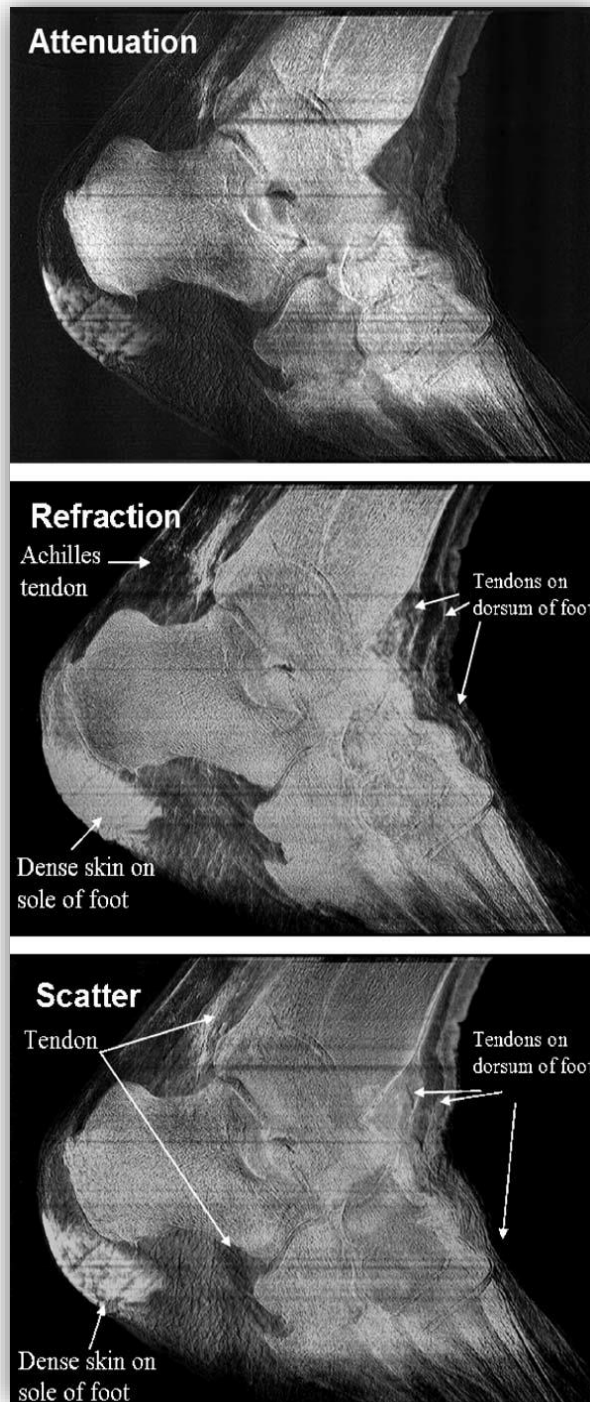 Attenuation
Refraction
Achilles
tendon
Tendons on
dorsum of foot
Dense skin on
sole of foot
Scatter
Tendon
Tendons on
dorsum of foot
Dense skin on
sole of foot